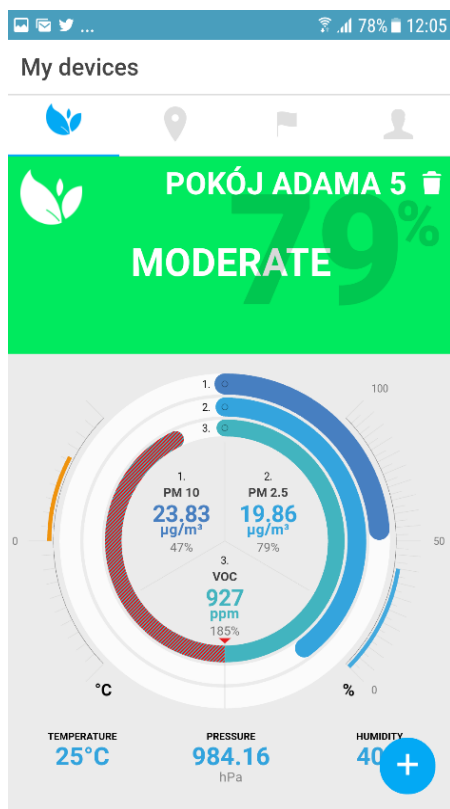 ... 78% 12:05
My devices
POKÓJ ADAMA 5
79%
MODERATE
1.
2.
3.
100
50
0
0
1.
PM 10
23.83
µg/m³
47%
2.
PM 2.5
19.86
µg/m³
79%
3.
VOC
927
ppm
185%
°C
%
TEMPERATURE
25°C
PRESSURE
984.16
hPa
HUMIDITY
+